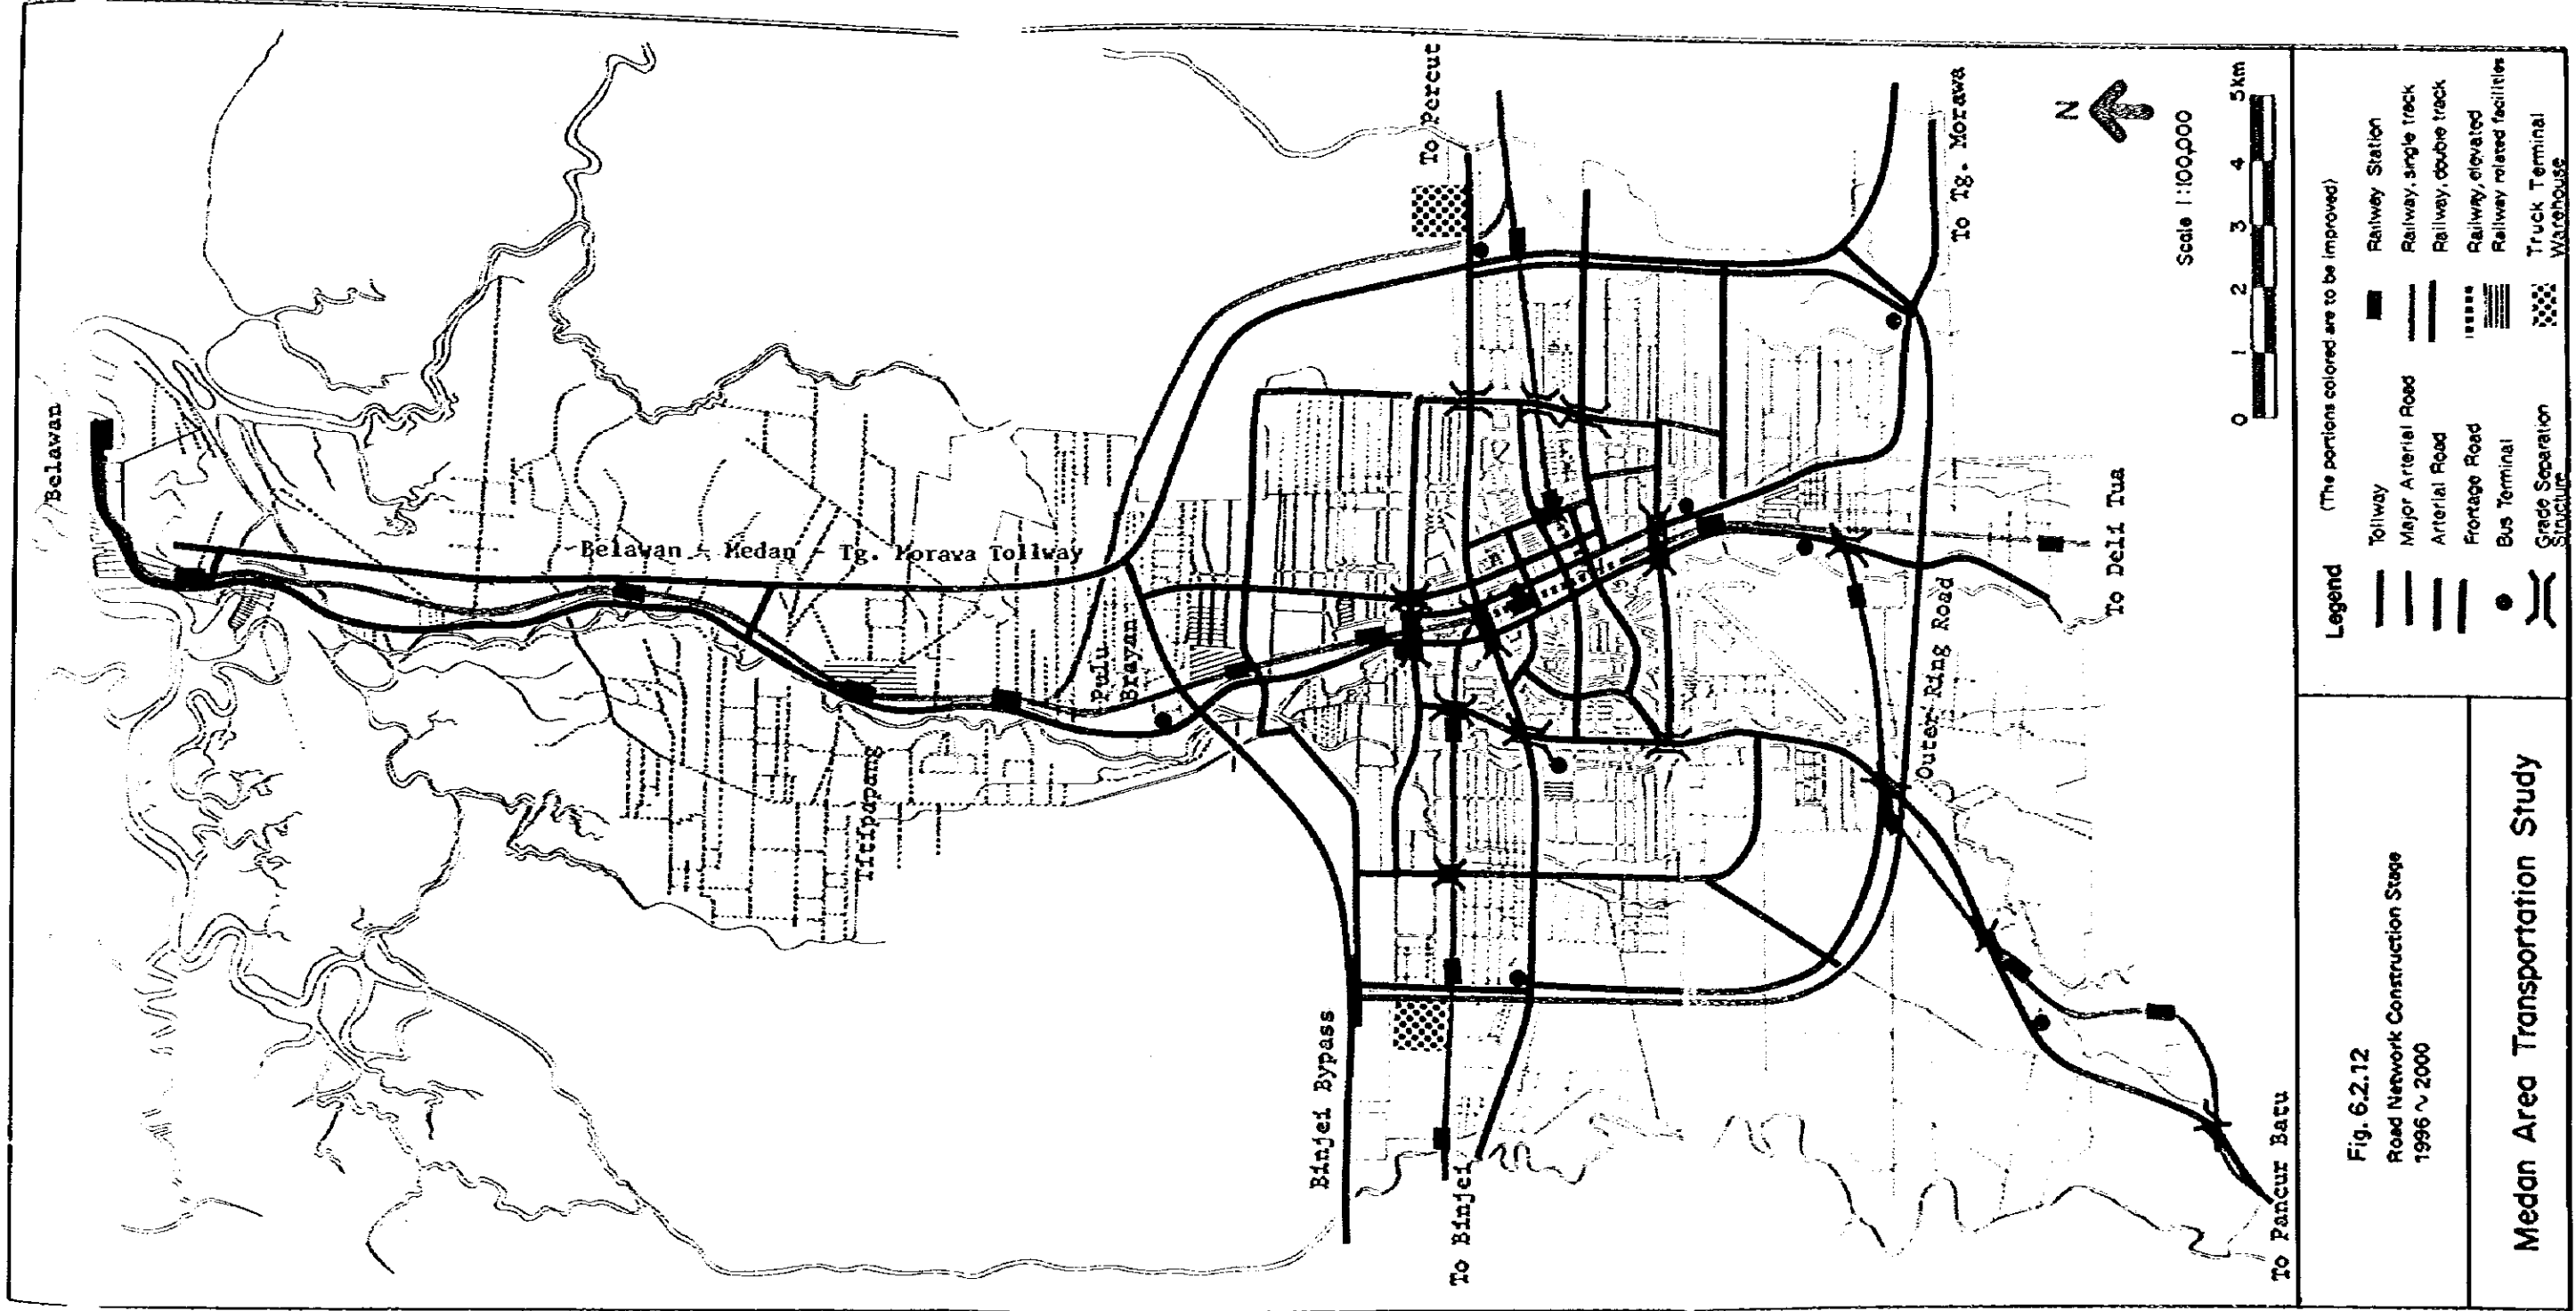 Belawan
Belawan - Medan - Tg. Morawa Tollway
Titipapang
Pulu
Brayan
To Percut
To Tg. Morawa
Binjei Bypass
To Binjei
Outer Ring Road
To Deli Tua
To Pancur Batu
N
Scale 1:100,000
0 1 2 3 4 5Km
Legend (The portions colored are to be improved)
Tollway
Major Arterial Road
Arterial Road
Frontage Road
Bus Terminal
Grade Separation
Structure
Railway Station
Railway, single track
Railway, double track
Railway, elevated
Railway related facilities
Truck Terminal
Warehouse
Fig. 6.2.12
Road Network Construction Stage
1996 ~ 2000
Medan Area Transportation Study